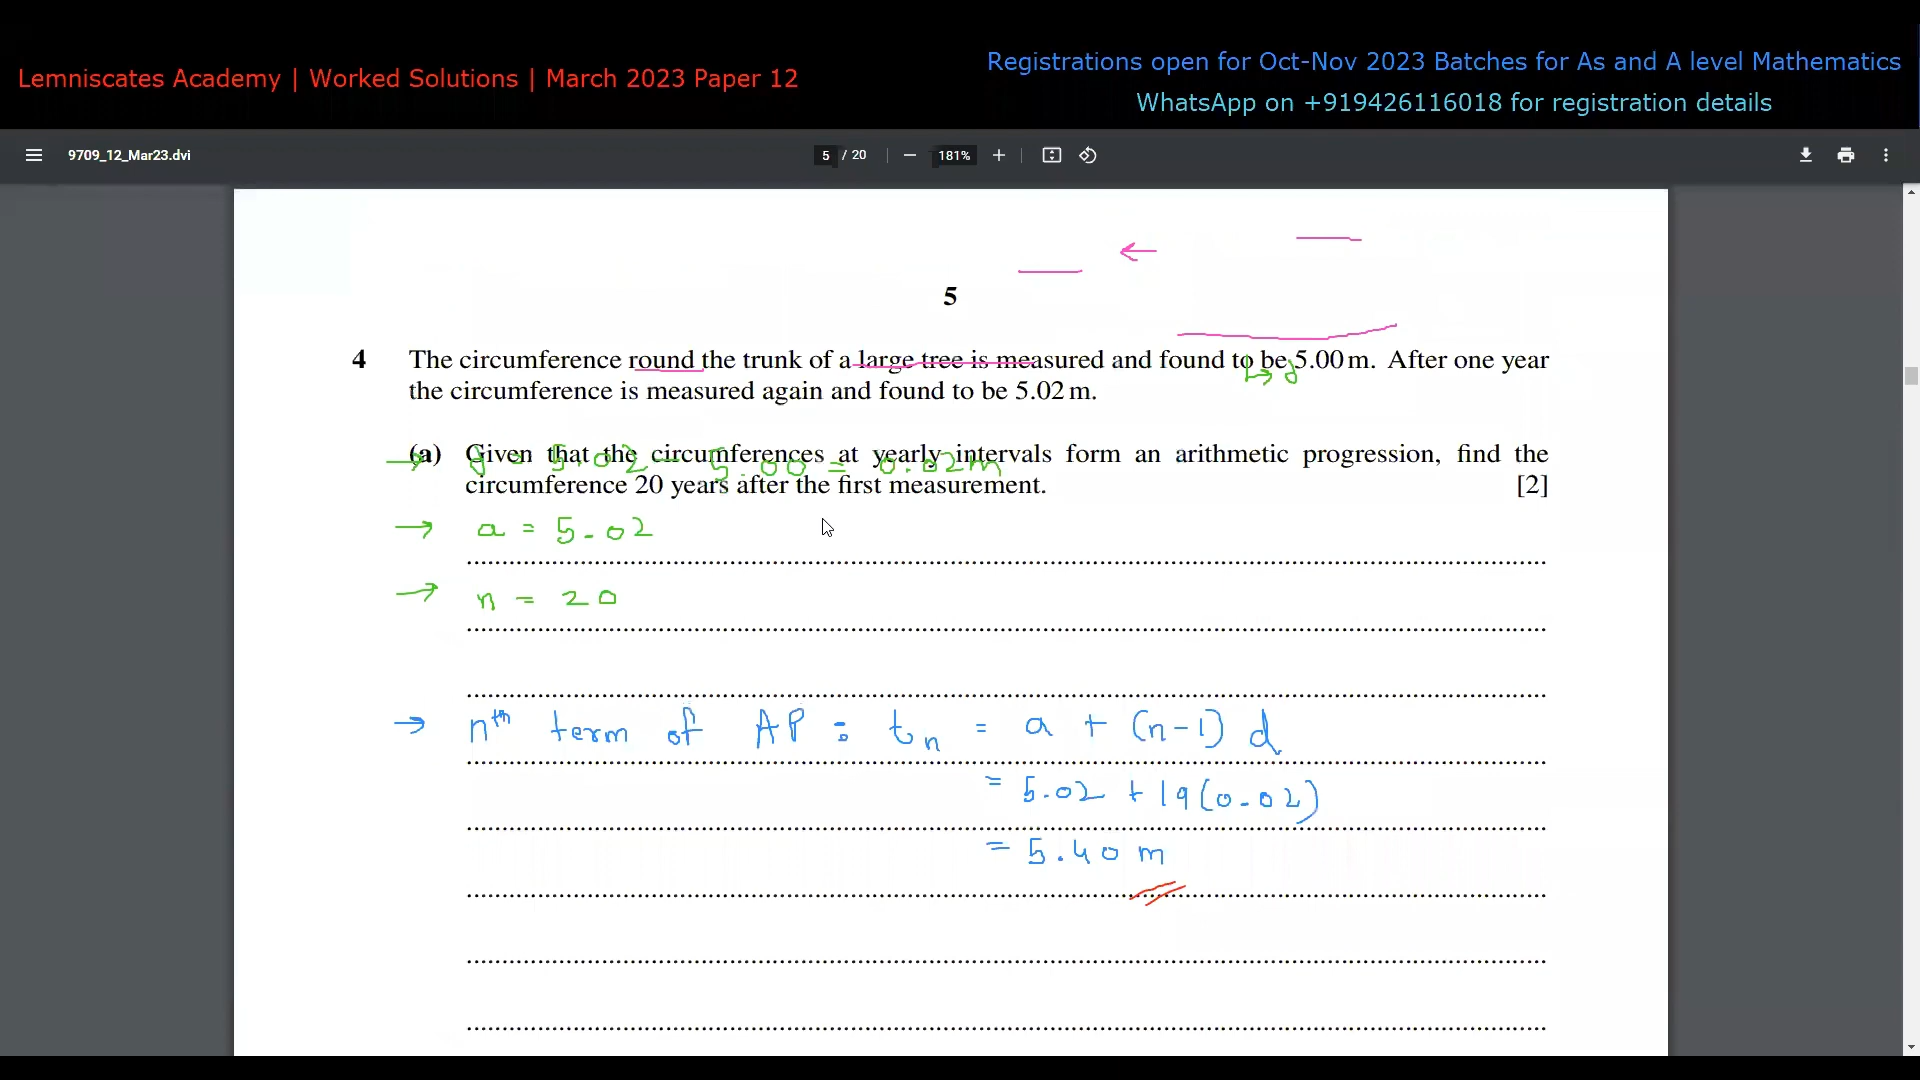 Lemniscates Academy | Worked Solutions | March 2023 Paper 12
Registrations open for Oct-Nov 2023 Batches for As and A level Mathematics
WhatsApp on +919426116018 for registration details
9709_12_Mar23.dvi
5 / 20
181%
5
4 The circumference round the trunk of a large tree is measured and found to be 5.00 m. After one year
the circumference is measured again and found to be 5.02 m.
↳ d
(a) Given that the circumferences at yearly intervals form an arithmetic progression, find the
→ d = 5.02 - 5.00 = 0.02m
circumference 20 years after the first measurement. [2]
→ a = 5.02
→ n = 20
→ nth term of AP : tn = a + (n-1) d
= 5.02 + 19(0.02)
= 5.40 m